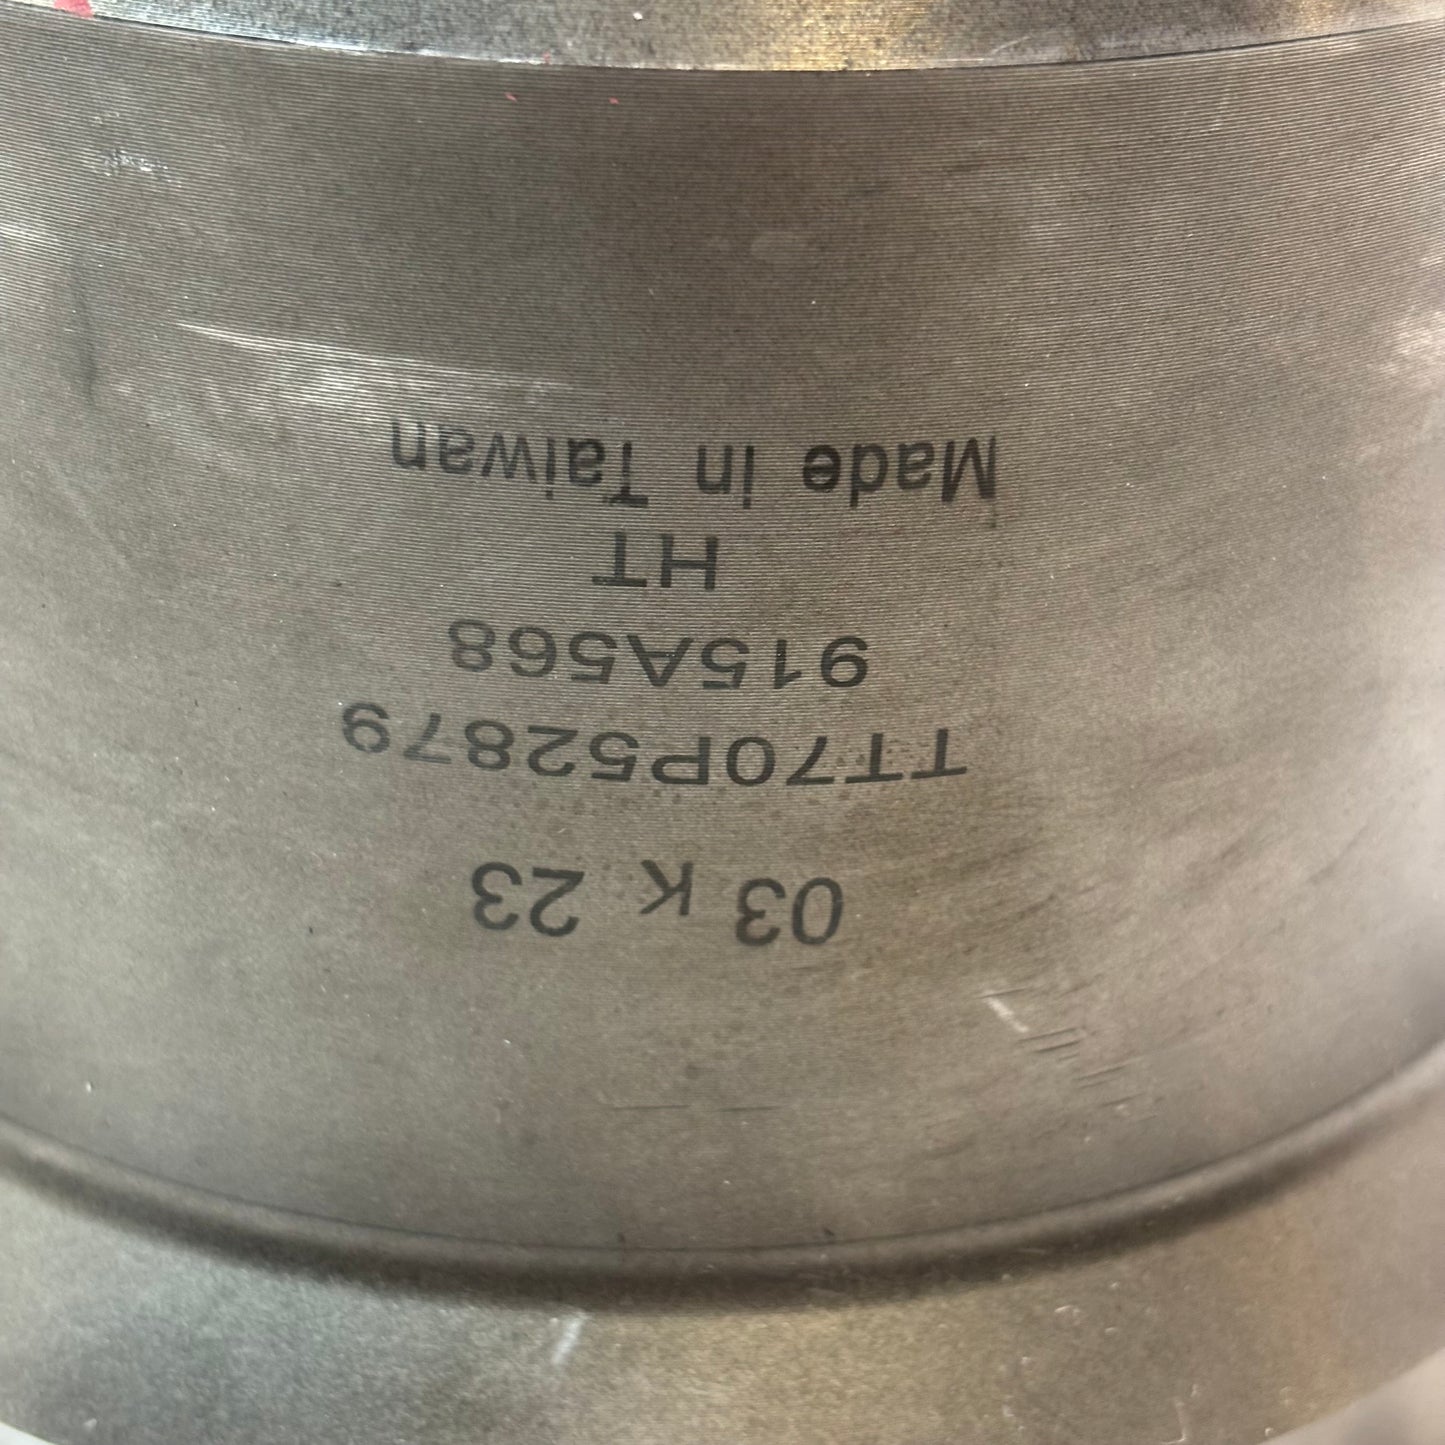 03 K 23
TT70P52879
915A568
HT
Made in Taiwan